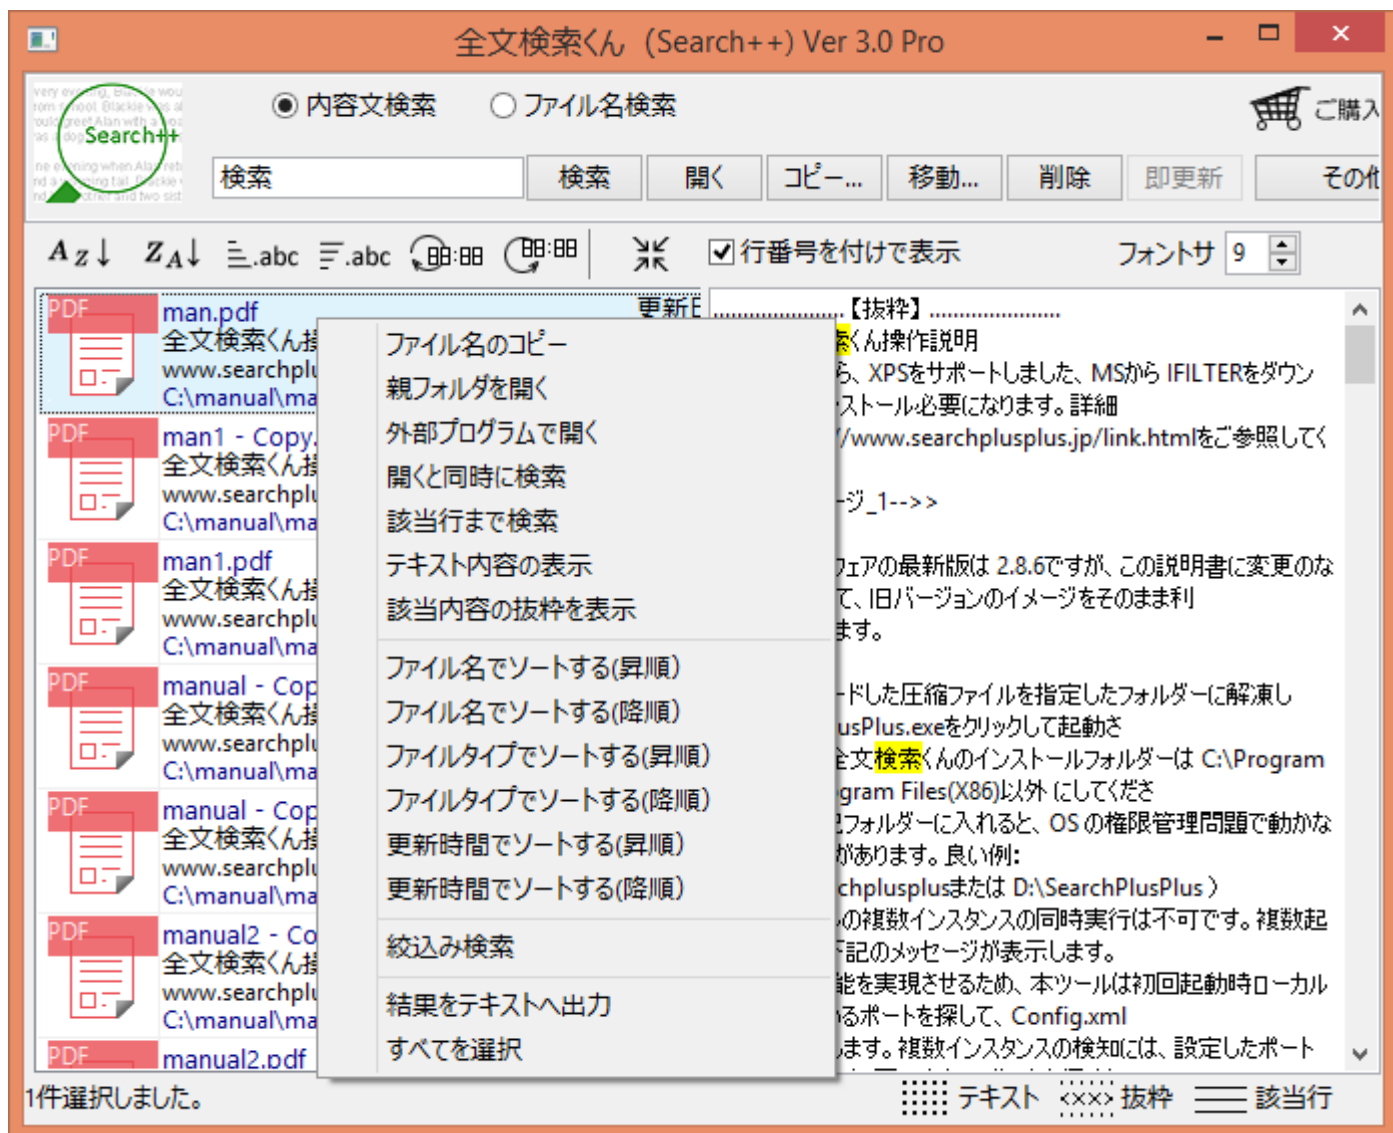 全文検索くん (Search++) Ver 3.0 Pro
Search++
内容文検索 ファイル名検索
ご購入
検索 検索 開く コピー... 移動... 削除 即更新 その他
AZ↓ ZA↓ .abc .abc 88:88 88:88 行番号を付けで表示 フォントサ 9
PDF man.pdf 更新日
全文検索くん操
www.searchplu
C:\manual\ma
PDF man1 - Copy.
全文検索くん操
www.searchplu
C:\manual\ma
PDF man1.pdf
全文検索くん操
www.searchplu
C:\manual\ma
PDF manual - Cop
全文検索くん操
www.searchplu
C:\manual\ma
PDF manual - Cop
全文検索くん操
www.searchplu
C:\manual\ma
PDF manual2 - Co
全文検索くん操
www.searchplu
C:\manual\ma
PDF manual2.pdf
ファイル名のコピー
親フォルダを開く
外部プログラムで開く
開くと同時に検索
該当行まで検索
テキスト内容の表示
該当内容の抜粋を表示
ファイル名でソートする(昇順)
ファイル名でソートする(降順)
ファイルタイプでソートする(昇順)
ファイルタイプでソートする(降順)
更新時間でソートする(昇順)
更新時間でソートする(降順)
絞込み検索
結果をテキストへ出力
すべてを選択
......................【抜粋】......................
索くん操作説明
ら、XPSをサポートしました、MSから IFILTERをダウン
ストール必要になります。詳細
//www.searchplusplus.jp/link.htmlをご参照してく
ージ_1-->>
フェアの最新版は 2.8.6ですが、この説明書に変更のな
て、旧バージョンのイメージをそのまま利
ます。
ードした圧縮ファイルを指定したフォルダーに解凍し
usPlus.exeをクリックして起動さ
全文検索くんのインストールフォルダーは C:\Program
gram Files(X86)以外 にしてくださ
記フォルダーに入れると、OS の権限管理問題で動かな
があります。良い例:
chplusplusまたは D:\SearchPlusPlus )
の複数インスタンスの同時実行は不可です。複数起
下記のメッセージが表示します。
能を実現させるため、本ツールは初回起動時ローカル
いるポートを探して、Config.xml
ます。複数インスタンスの検知には、設定したポート
1件選択しました。
テキスト <xxx> 抜粋 該当行